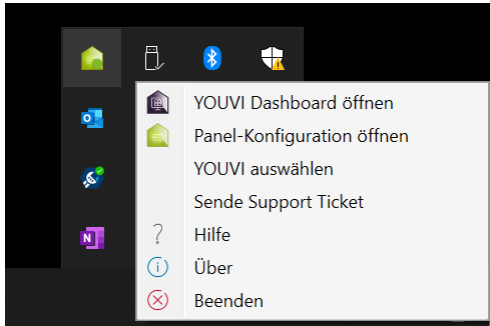 YOUVI Dashboard öffnen
Panel-Konfiguration öffnen
YOUVI auswählen
Sende Support Ticket
? Hilfe
i Über
Beenden